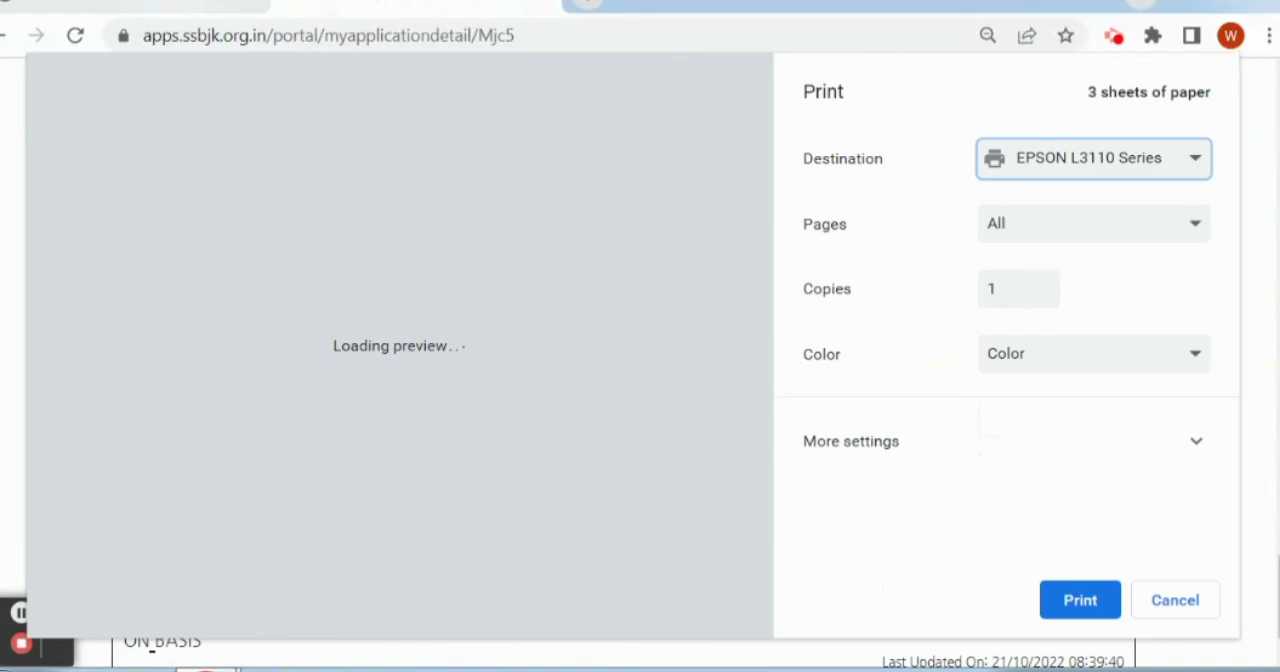 apps.ssbjk.org.in/portal/myapplicationdetail/Mjc5
W
Print 3 sheets of paper
Destination EPSON L3110 Series
Pages All
Copies 1
Color Color
Loading preview...
More settings
Print Cancel
ON_BASIS
Last Updated On: 21/10/2022 08:39:40